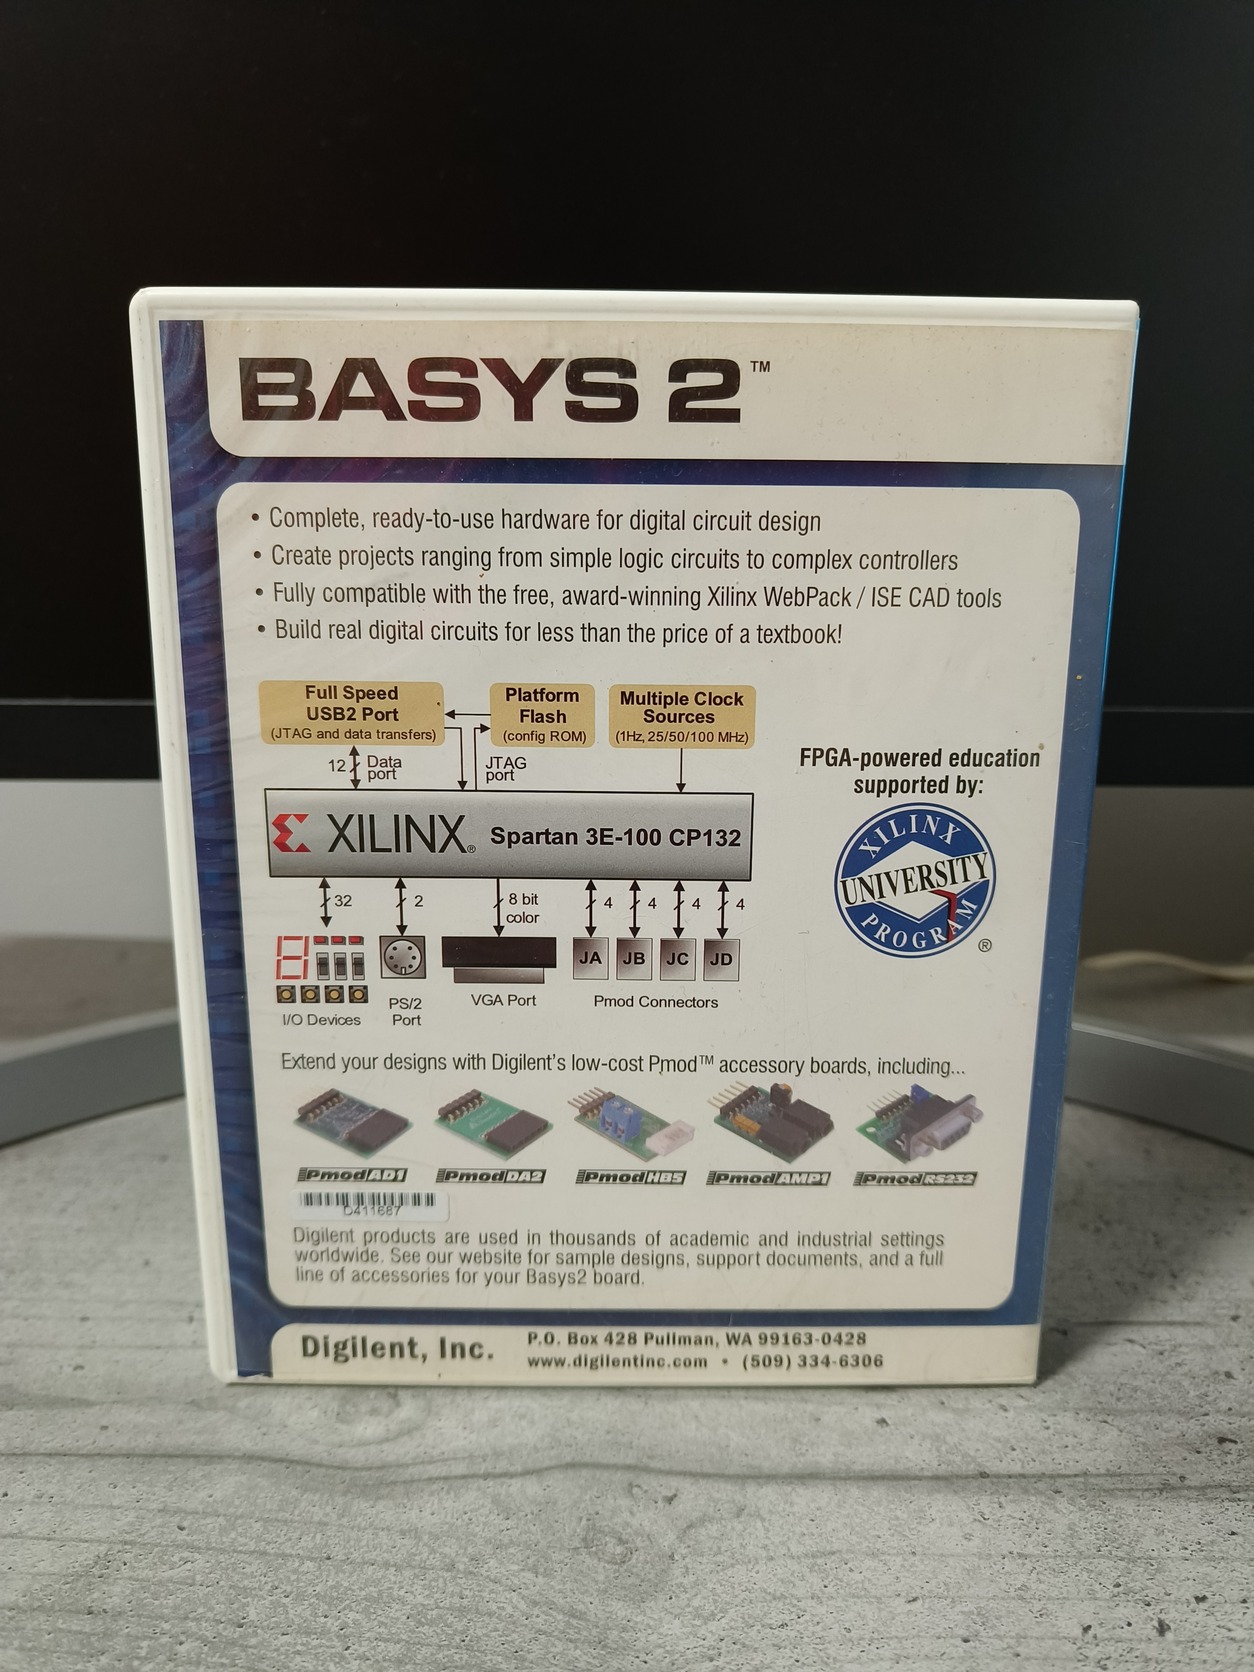 BASYS 2™
• Complete, ready-to-use hardware for digital circuit design
• Create projects ranging from simple logic circuits to complex controllers
• Fully compatible with the free, award-winning Xilinx WebPack / ISE CAD tools
• Build real digital circuits for less than the price of a textbook!
Full Speed
USB2 Port
(JTAG and data transfers)
Platform
Flash
(config ROM)
Multiple Clock
Sources
(1Hz, 25/50/100 MHz)
12
Data
port
JTAG
port
XILINX® Spartan 3E-100 CP132
32
2
8 bit
color
4
4
4
4
JA
JB
JC
JD
I/O Devices
PS/2
Port
VGA Port
Pmod Connectors
FPGA-powered education
supported by:
XILINX
UNIVERSITY
PROGRAM
®
Extend your designs with Digilent's low-cost Pmod™ accessory boards, including...
PmodAD1
PmodDA2
PmodHB5
PmodAMP1
PmodRS232
D411687
Digilent products are used in thousands of academic and industrial settings
worldwide. See our website for sample designs, support documents, and a full
line of accessories for your Basys2 board.
Digilent, Inc.
P.O. Box 428 Pullman, WA 99163-0428
www.digilentinc.com • (509) 334-6306